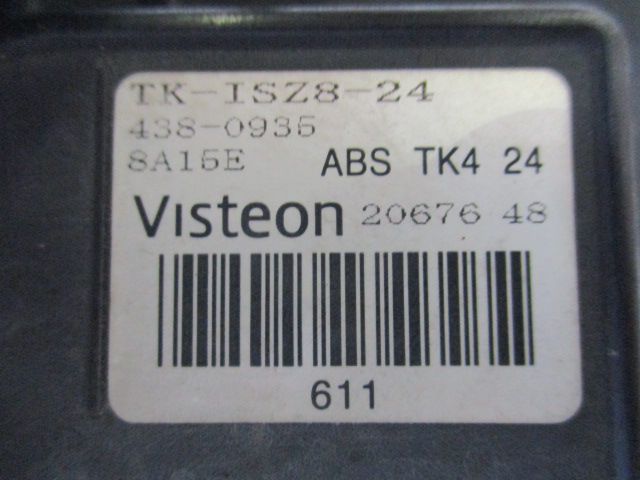 TK-ISZ8-24
438-0935
8A15E ABS TK4 24
Visteon 20676 48
611